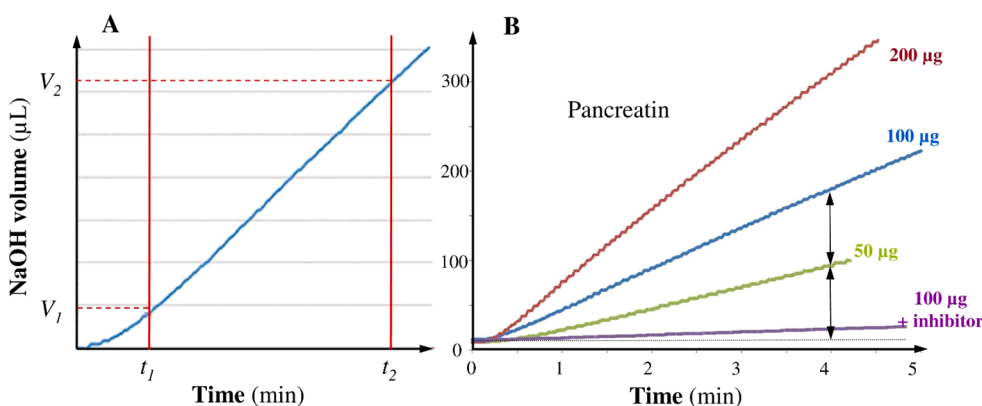 A
NaOH volume (µL)
V2
V1
t1
t2
Time (min)
B
Pancreatin
300
200
100
0
200 µg
100 µg
50 µg
100 µg
+ inhibitor
0
1
2
3
4
5
Time (min)